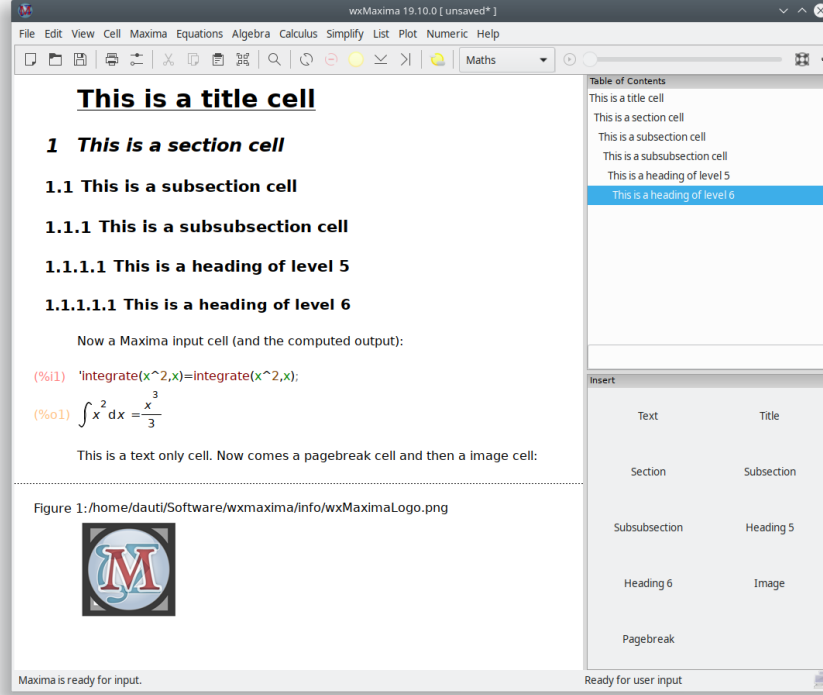 wxMaxima 19.10.0 [ unsaved* ]
File Edit View Cell Maxima Equations Algebra Calculus Simplify List Plot Numeric Help
Maths
This is a title cell
1 This is a section cell
1.1 This is a subsection cell
1.1.1 This is a subsubsection cell
1.1.1.1 This is a heading of level 5
1.1.1.1.1 This is a heading of level 6
Now a Maxima input cell (and the computed output):
(%i1) 'integrate(x^2,x)=integrate(x^2,x);
(%o1) ∫x²dx = x³/3
This is a text only cell. Now comes a pagebreak cell and then a image cell:
Figure 1:/home/dauti/Software/wxmaxima/info/wxMaximaLogo.png
M
Table of Contents
This is a title cell
This is a section cell
This is a subsection cell
This is a subsubsection cell
This is a heading of level 5
This is a heading of level 6
Insert
Text Title
Section Subsection
Subsubsection Heading 5
Heading 6 Image
Pagebreak
Maxima is ready for input.
Ready for user input